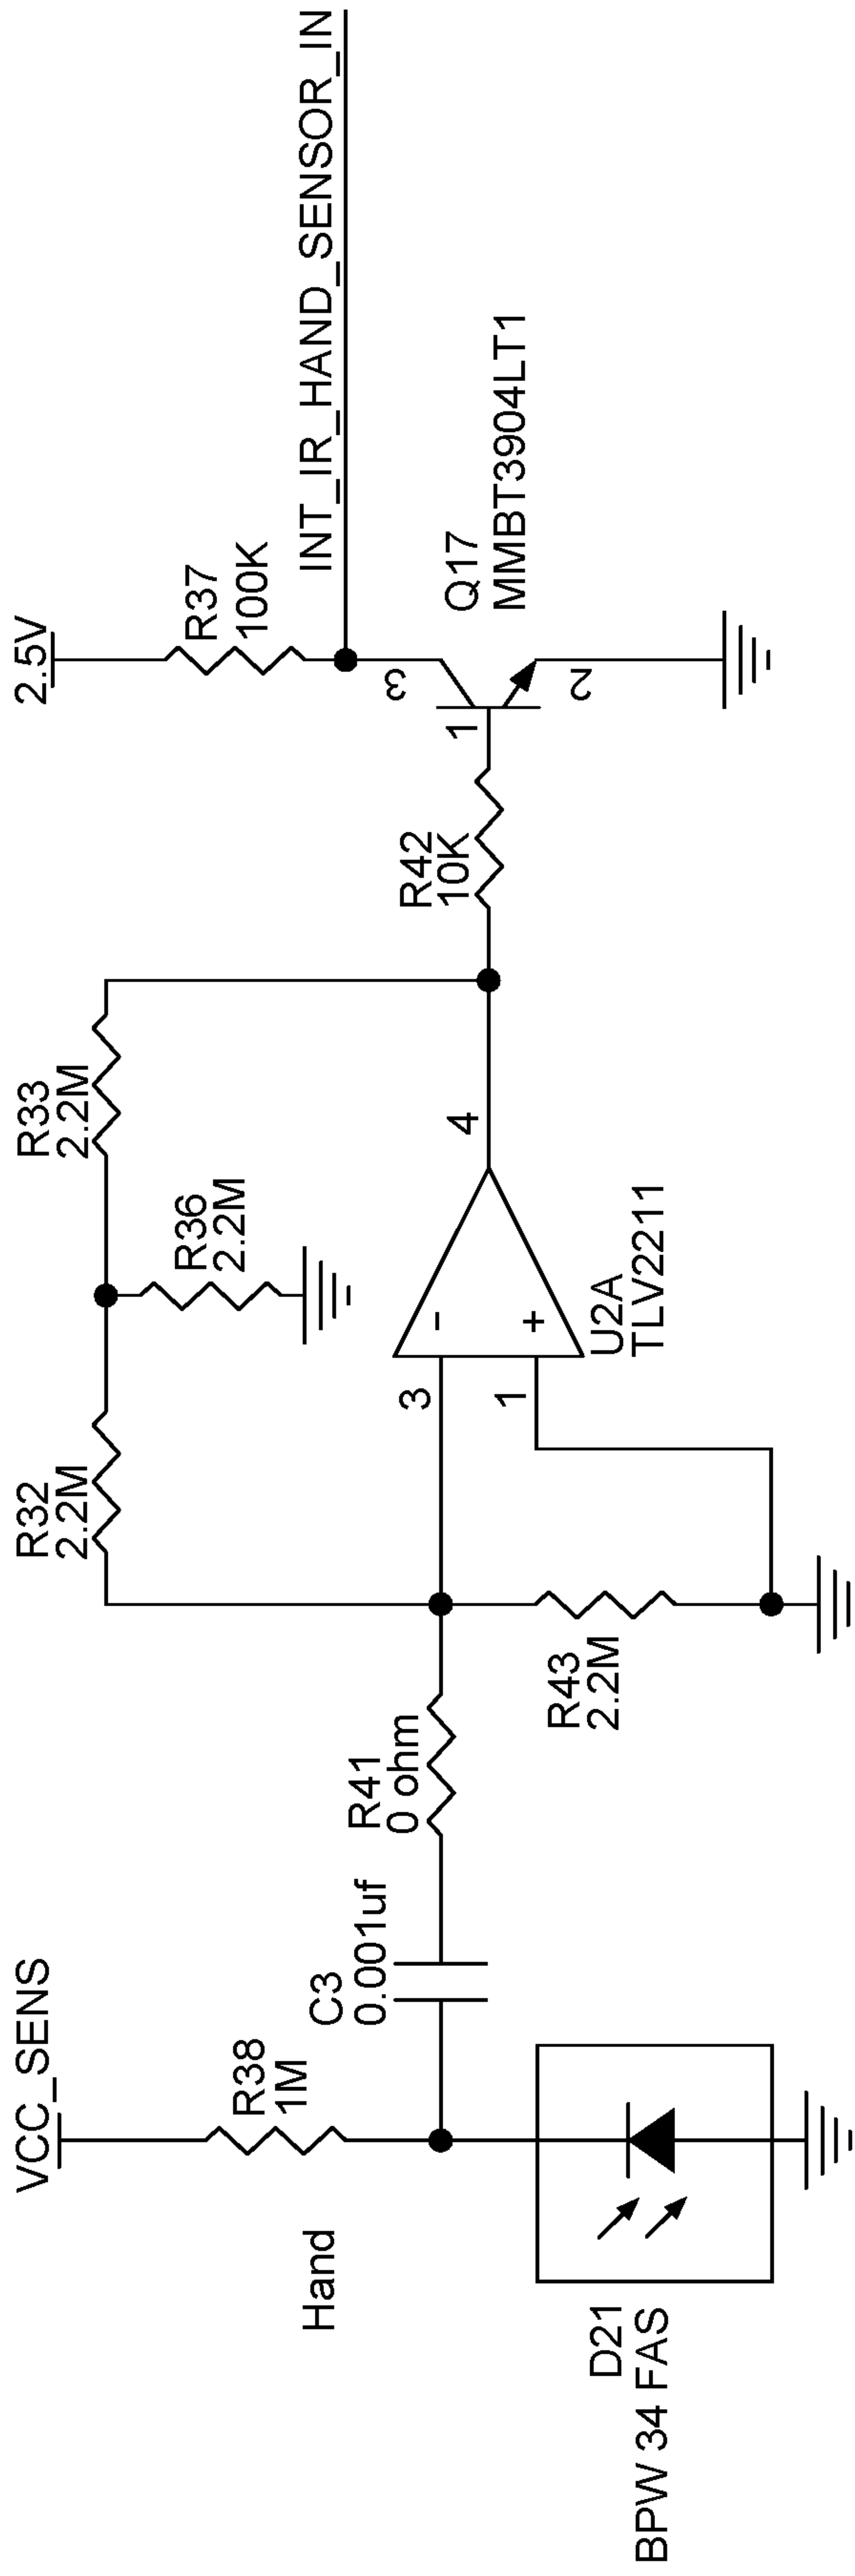 VCC_SENS
R38
1M
Hand
D21
BPW 34 FAS
C3
0.001uf
R41
0 ohm
R43
2.2M
R32
2.2M
R36
2.2M
R33
2.2M
3
1
-
+
4
U2A
TLV2211
R42
10K
2.5V
R37
100K
INT_IR_HAND_SENSOR_IN
3
1
2
Q17
MMBT3904LT1